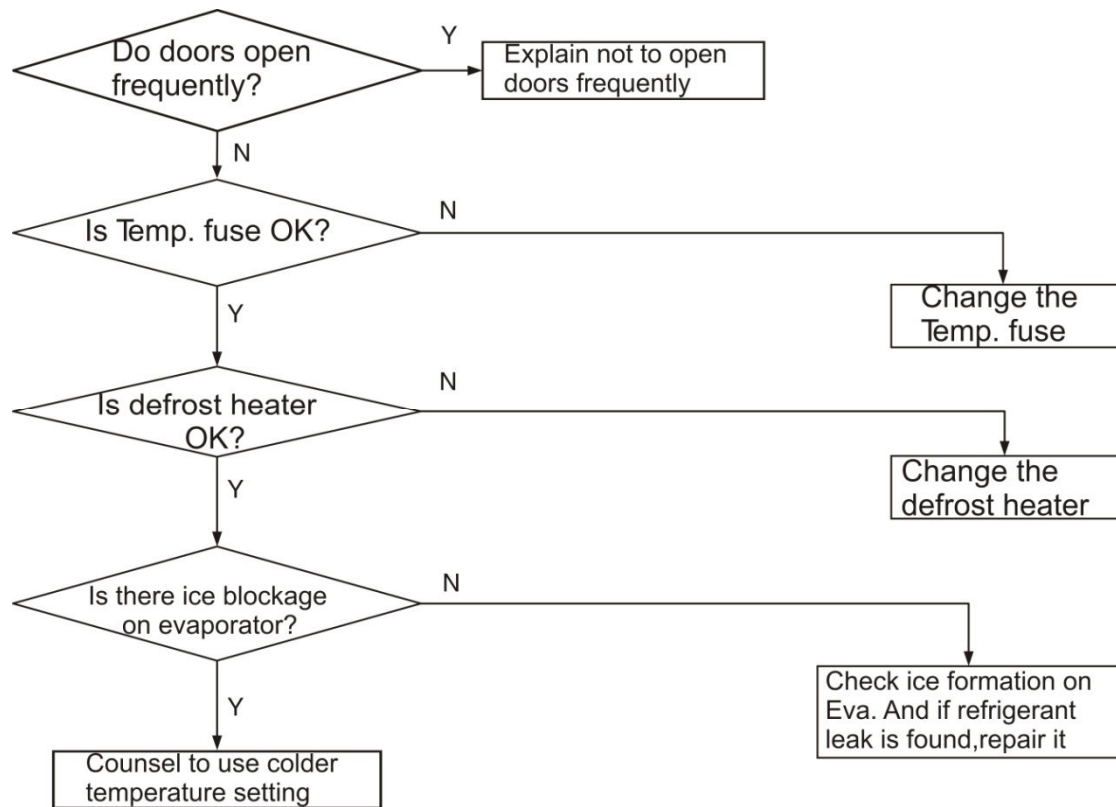 Do doors open
frequently?
Y
Explain not to open
doors frequently
N
Is Temp. fuse OK?
N
Change the
Temp. fuse
Y
Is defrost heater
OK?
N
Change the
defrost heater
Y
Is there ice blockage
on evaporator?
N
Check ice formation on
Eva. And if refrigerant
leak is found,repair it
Y
Counsel to use colder
temperature setting